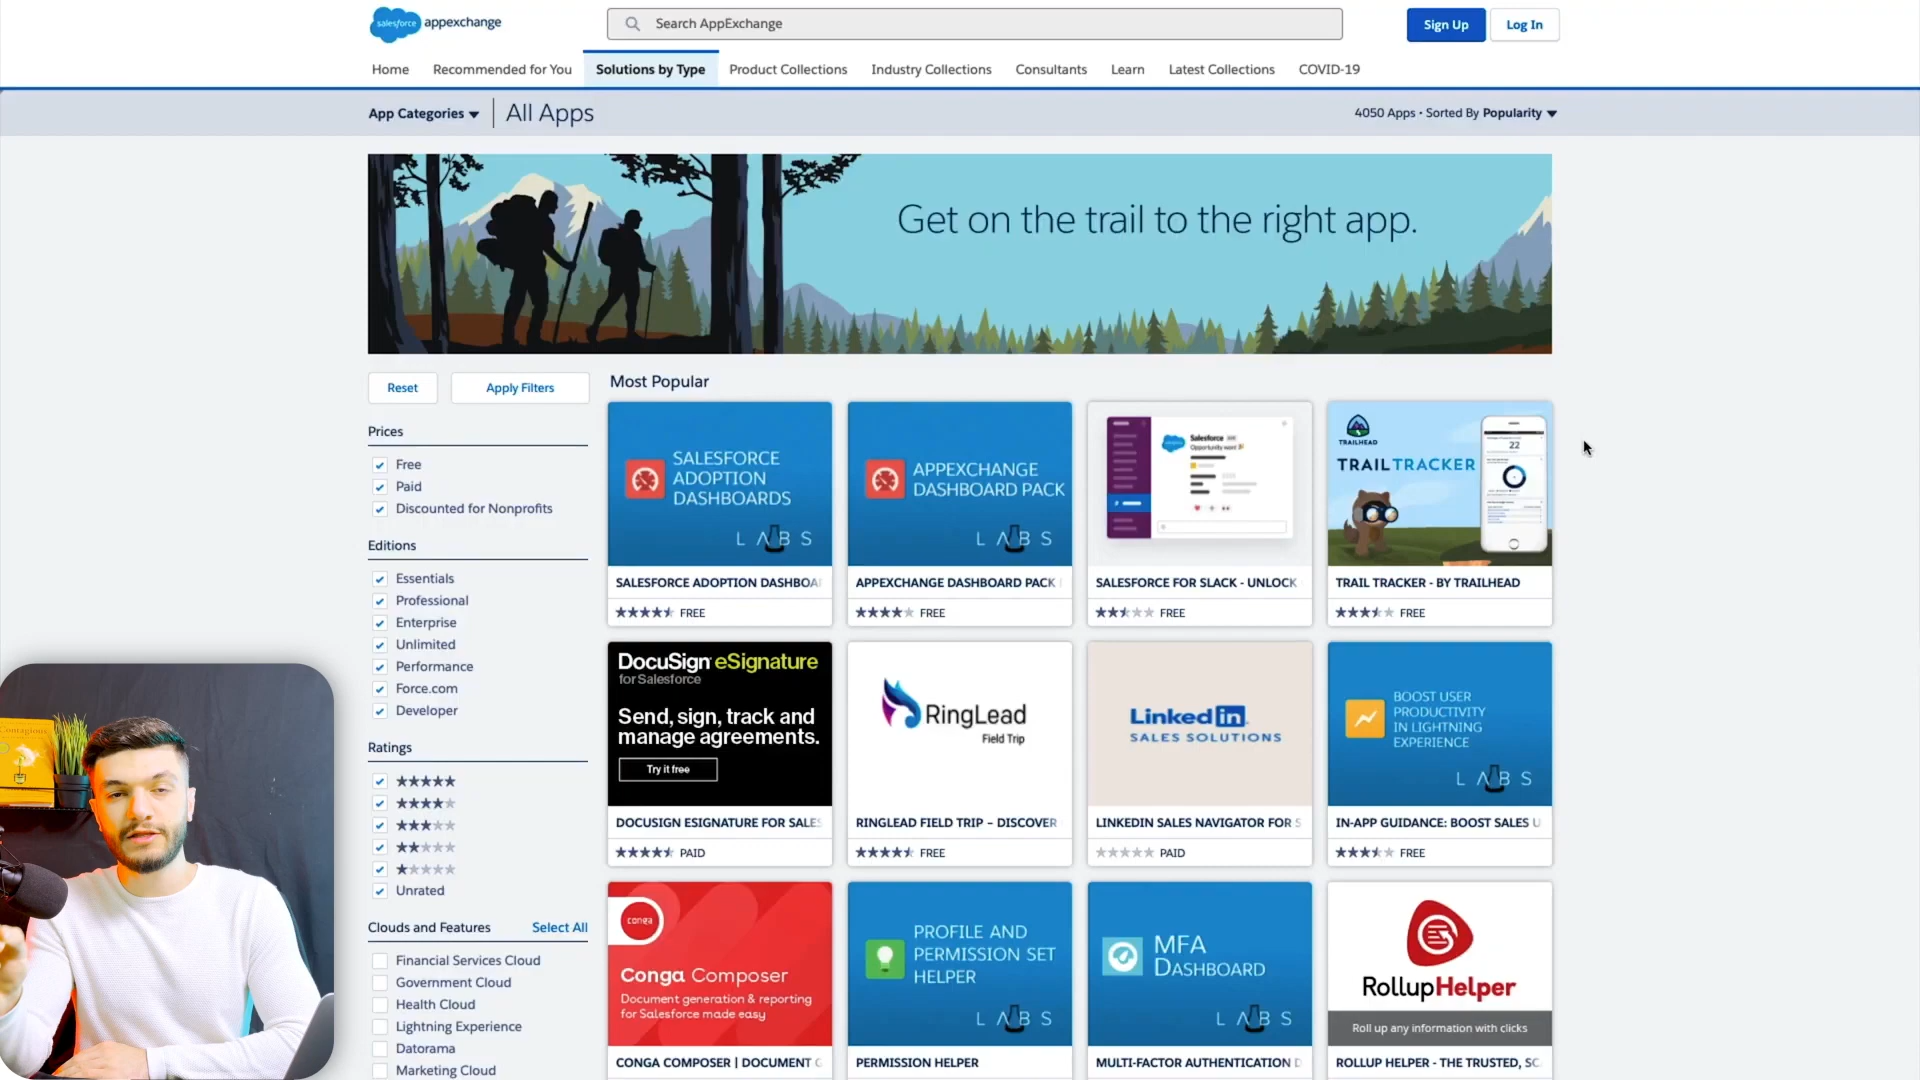 salesforce appexchange
Search AppExchange
Sign Up
Log In
Home
Recommended for You
Solutions by Type
Product Collections
Industry Collections
Consultants
Learn
Latest Collections
COVID-19
App Categories
All Apps
4050 Apps • Sorted By Popularity
Get on the trail to the right app.
Reset
Apply Filters
Prices
Free
Paid
Discounted for Nonprofits
Editions
Essentials
Professional
Enterprise
Unlimited
Performance
Force.com
Developer
Ratings
Unrated
Clouds and Features
Select All
Financial Services Cloud
Government Cloud
Health Cloud
Lightning Experience
Datorama
Marketing Cloud
Most Popular
SALESFORCE
ADOPTION
DASHBOARDS
LABS
SALESFORCE ADOPTION DASHBOA
FREE
APPEXCHANGE
DASHBOARD PACK
LABS
APPEXCHANGE DASHBOARD PACK
FREE
Salesforce
Opportunity won!
SALESFORCE FOR SLACK - UNLOCK
FREE
TRAILHEAD
TRAILTRACKER
22
TRAIL TRACKER - BY TRAILHEAD
FREE
DocuSign eSignature
for Salesforce
Send, sign, track and
manage agreements.
Try it free
DOCUSIGN ESIGNATURE FOR SALES
PAID
RingLead
Field Trip
RINGLEAD FIELD TRIP – DISCOVER
FREE
Linked in
SALES SOLUTIONS
LINKEDIN SALES NAVIGATOR FOR S
PAID
BOOST USER
PRODUCTIVITY
IN LIGHTNING
EXPERIENCE
LABS
IN-APP GUIDANCE: BOOST SALES U
FREE
conga
Conga Composer
Document generation & reporting
for Salesforce made easy
CONGA COMPOSER | DOCUMENT G
PROFILE AND
PERMISSION SET
HELPER
LABS
PERMISSION HELPER
MFA
DASHBOARD
LABS
MULTI-FACTOR AUTHENTICATION D
RollupHelper
Roll up any information with clicks
ROLLUP HELPER - THE TRUSTED, SC
Contagious